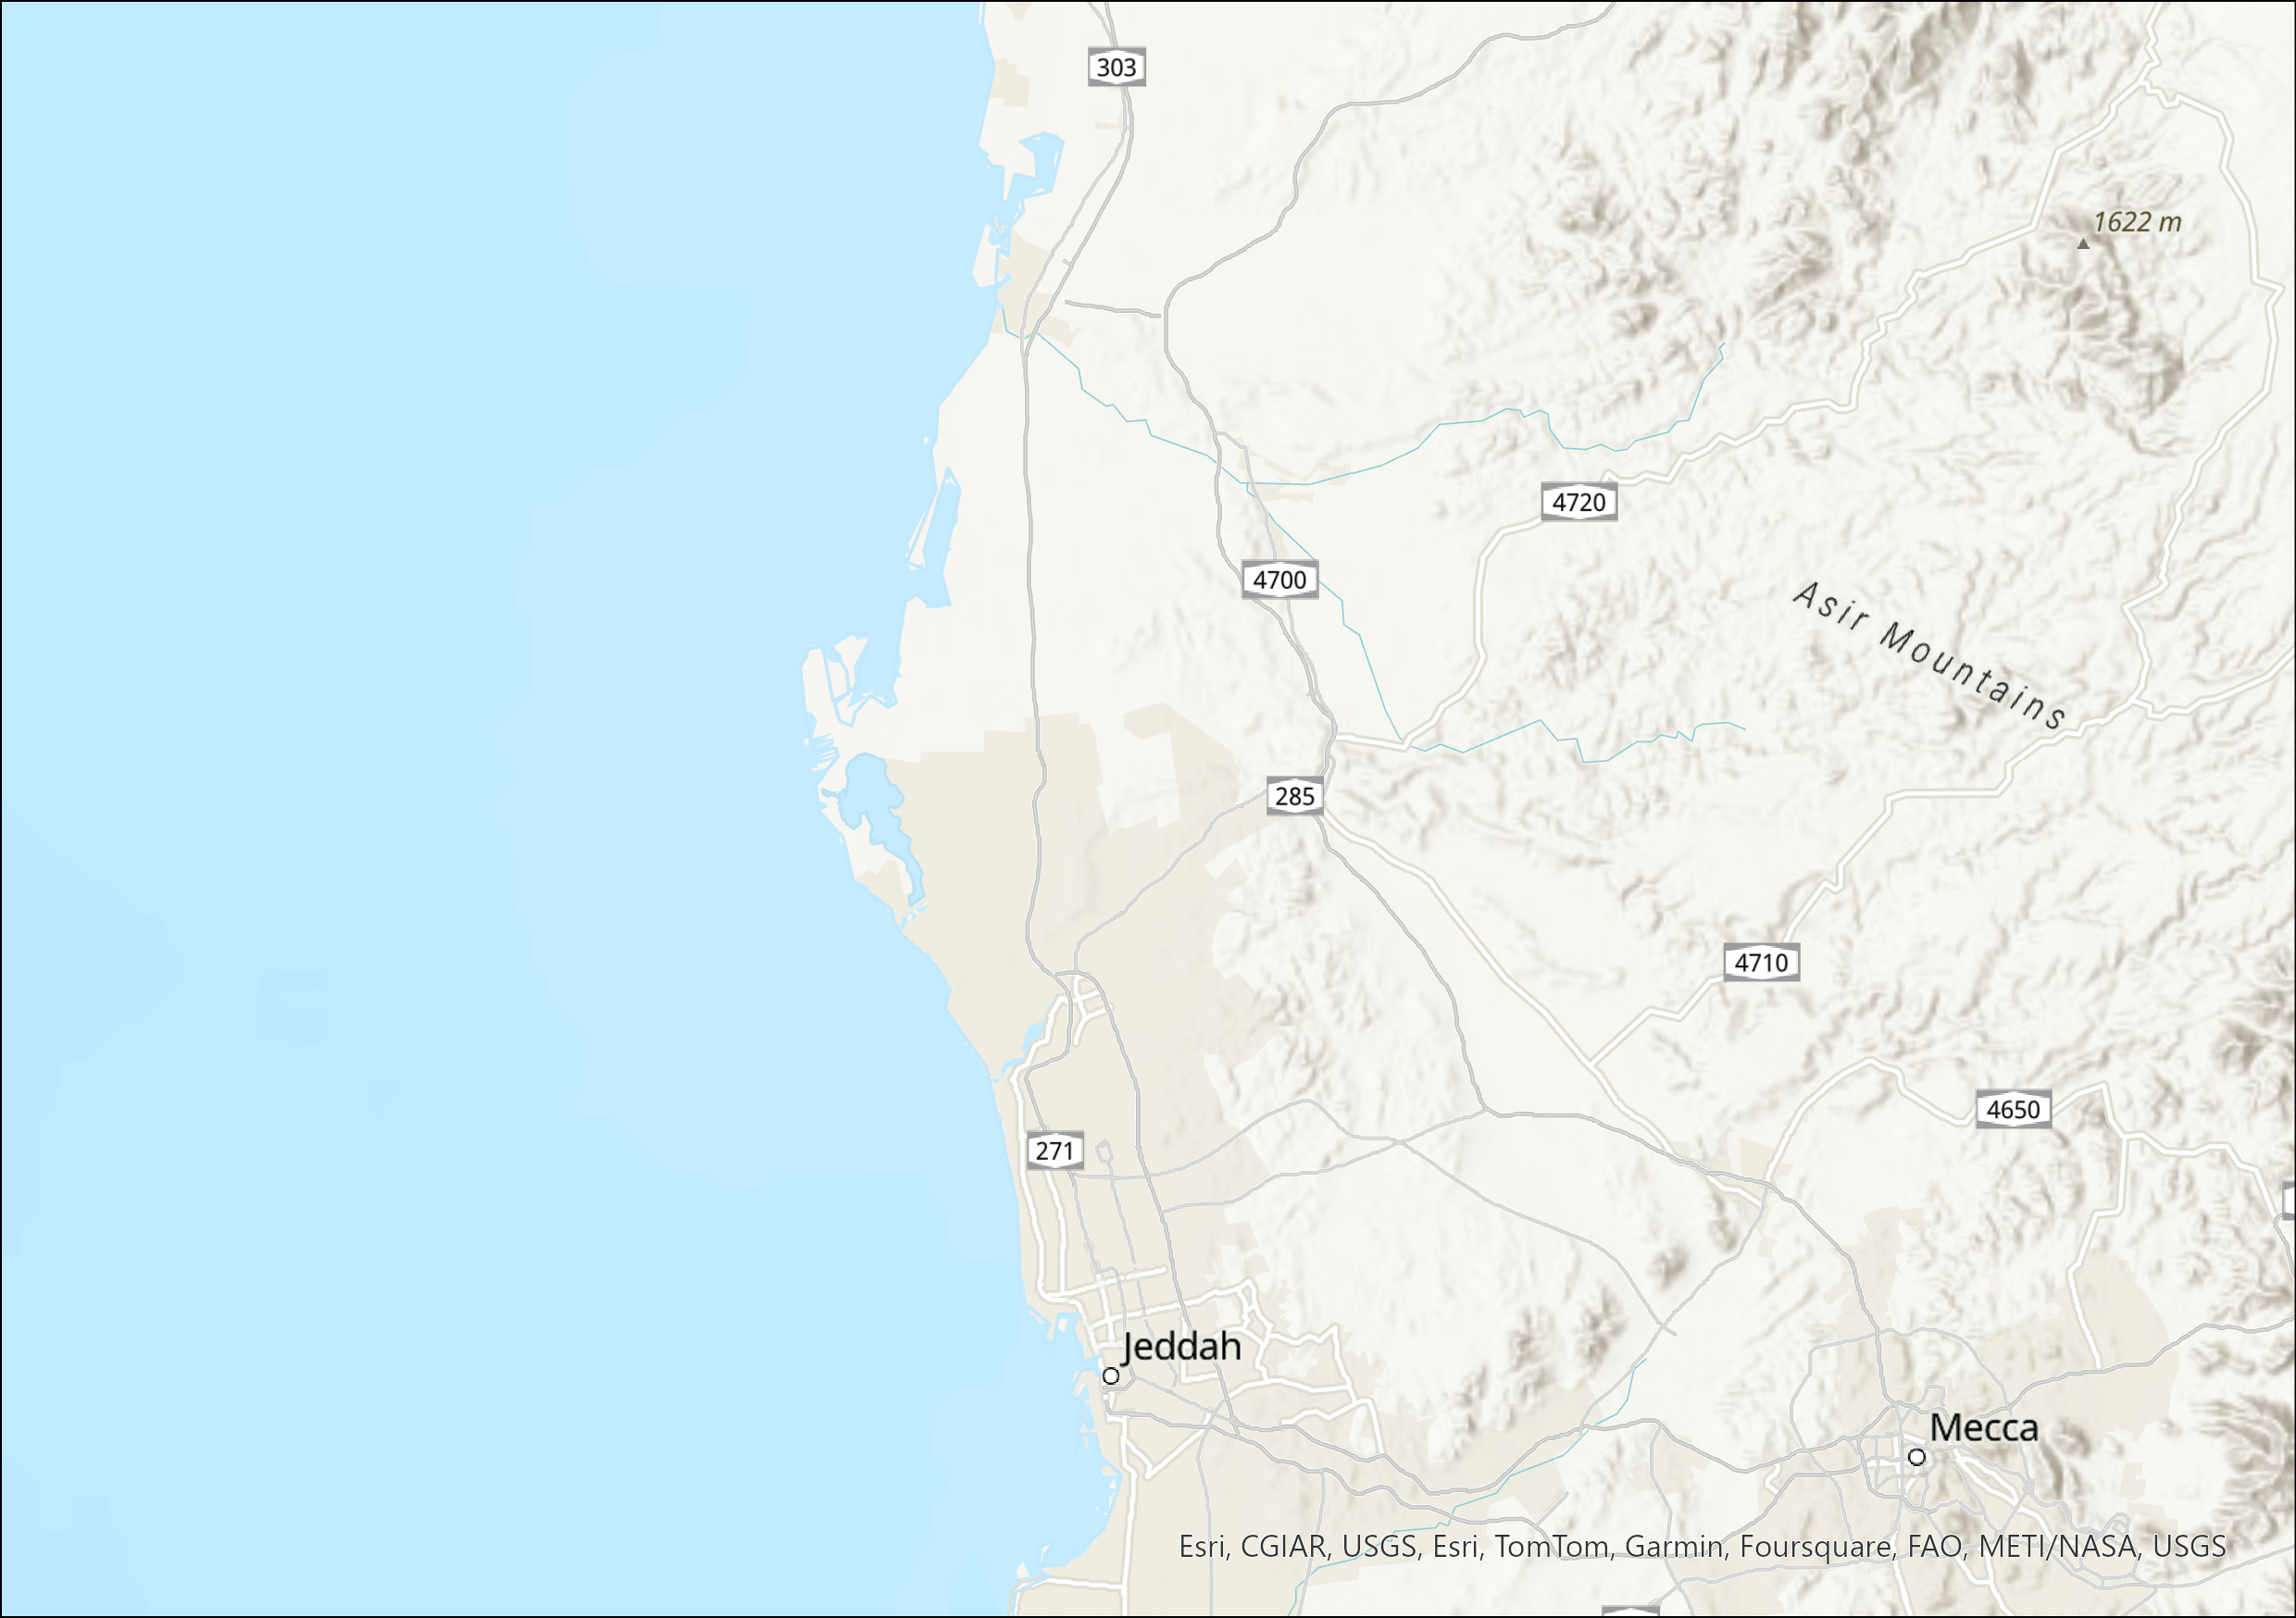 303
1622 m
4720
4700
Asir Mountains
285
4710
4650
271
Jeddah
Mecca
Esri, CGIAR, USGS, Esri, TomTom, Garmin, Foursquare, FAO, METI/NASA, USGS